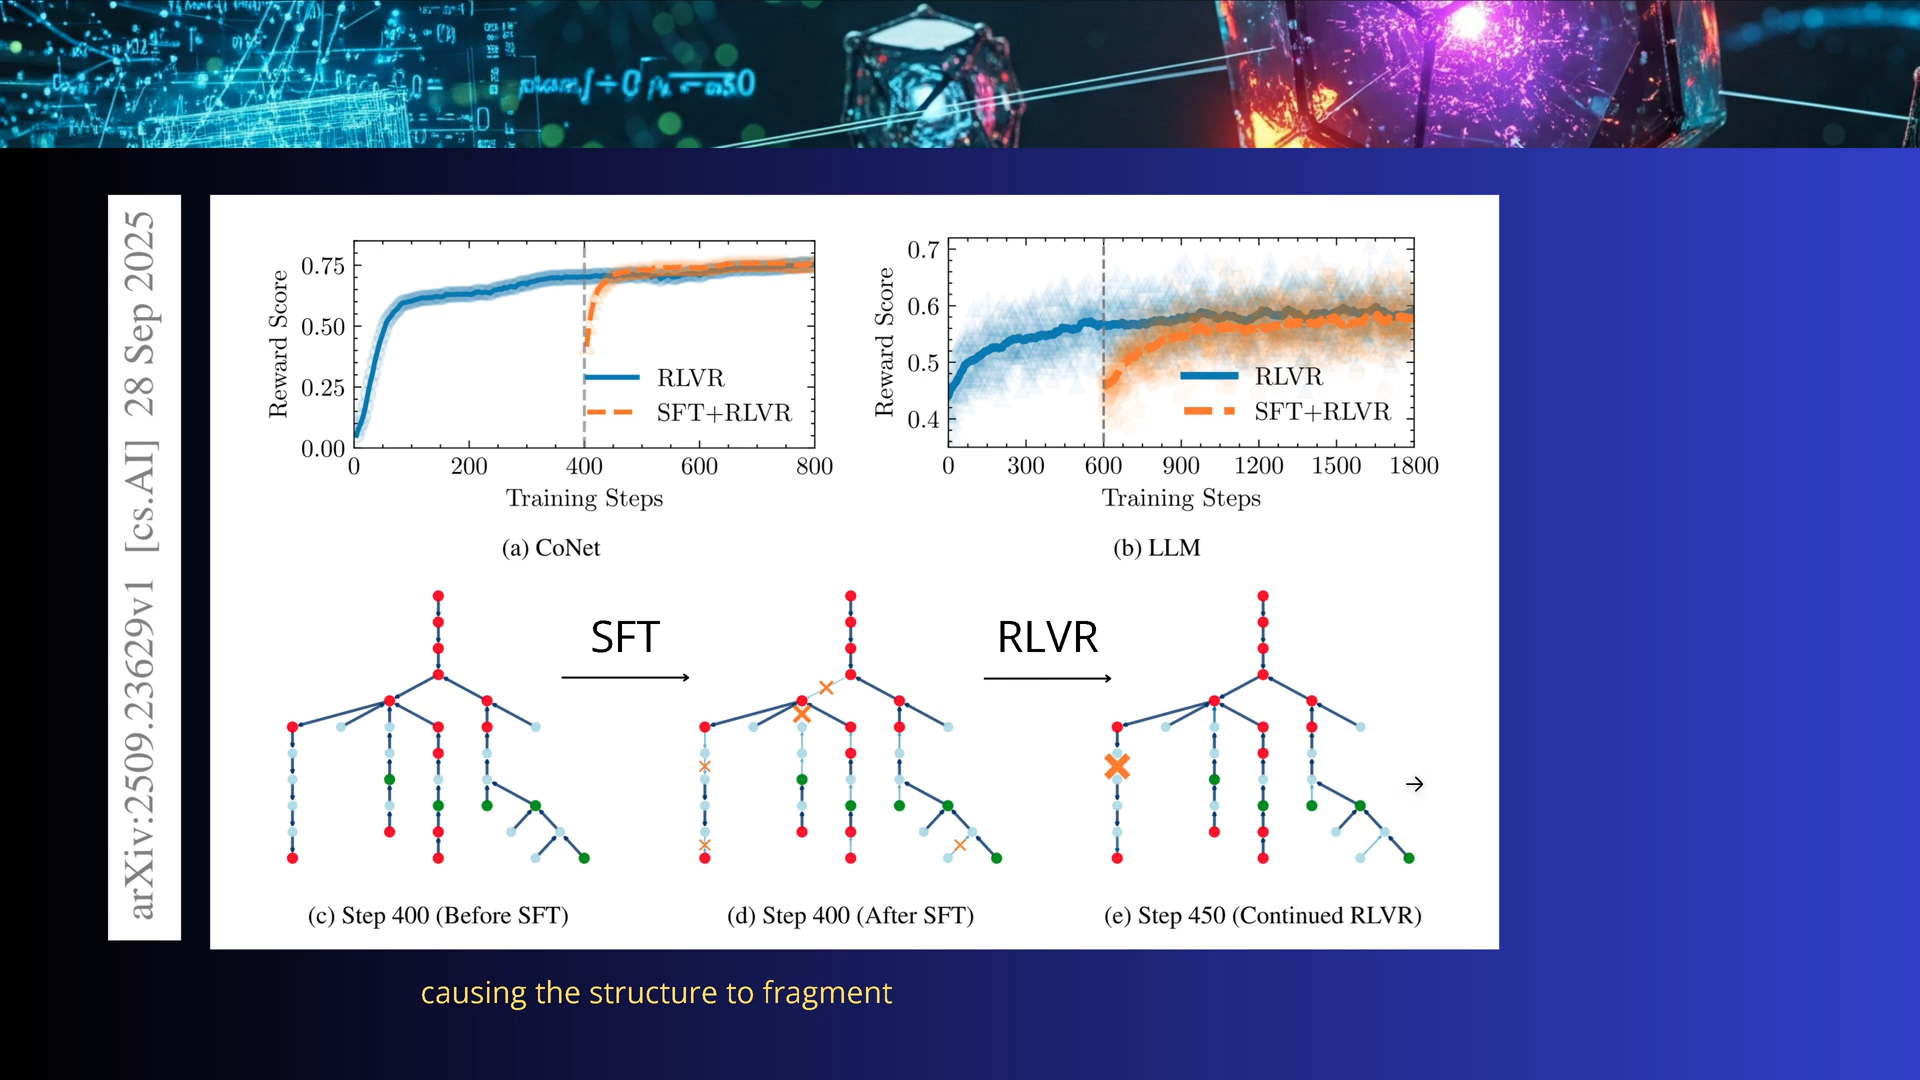 arXiv:2509.23629v1 [cs.AI] 28 Sep 2025
Reward Score
0.75
0.50
0.25
0.00
0 200 400 600 800
Training Steps
RLVR
SFT+RLVR
(a) CoNet
Reward Score
0.7
0.6
0.5
0.4
0 300 600 900 1200 1500 1800
Training Steps
RLVR
SFT+RLVR
(b) LLM
SFT
RLVR
(c) Step 400 (Before SFT)
(d) Step 400 (After SFT)
(e) Step 450 (Continued RLVR)
causing the structure to fragment